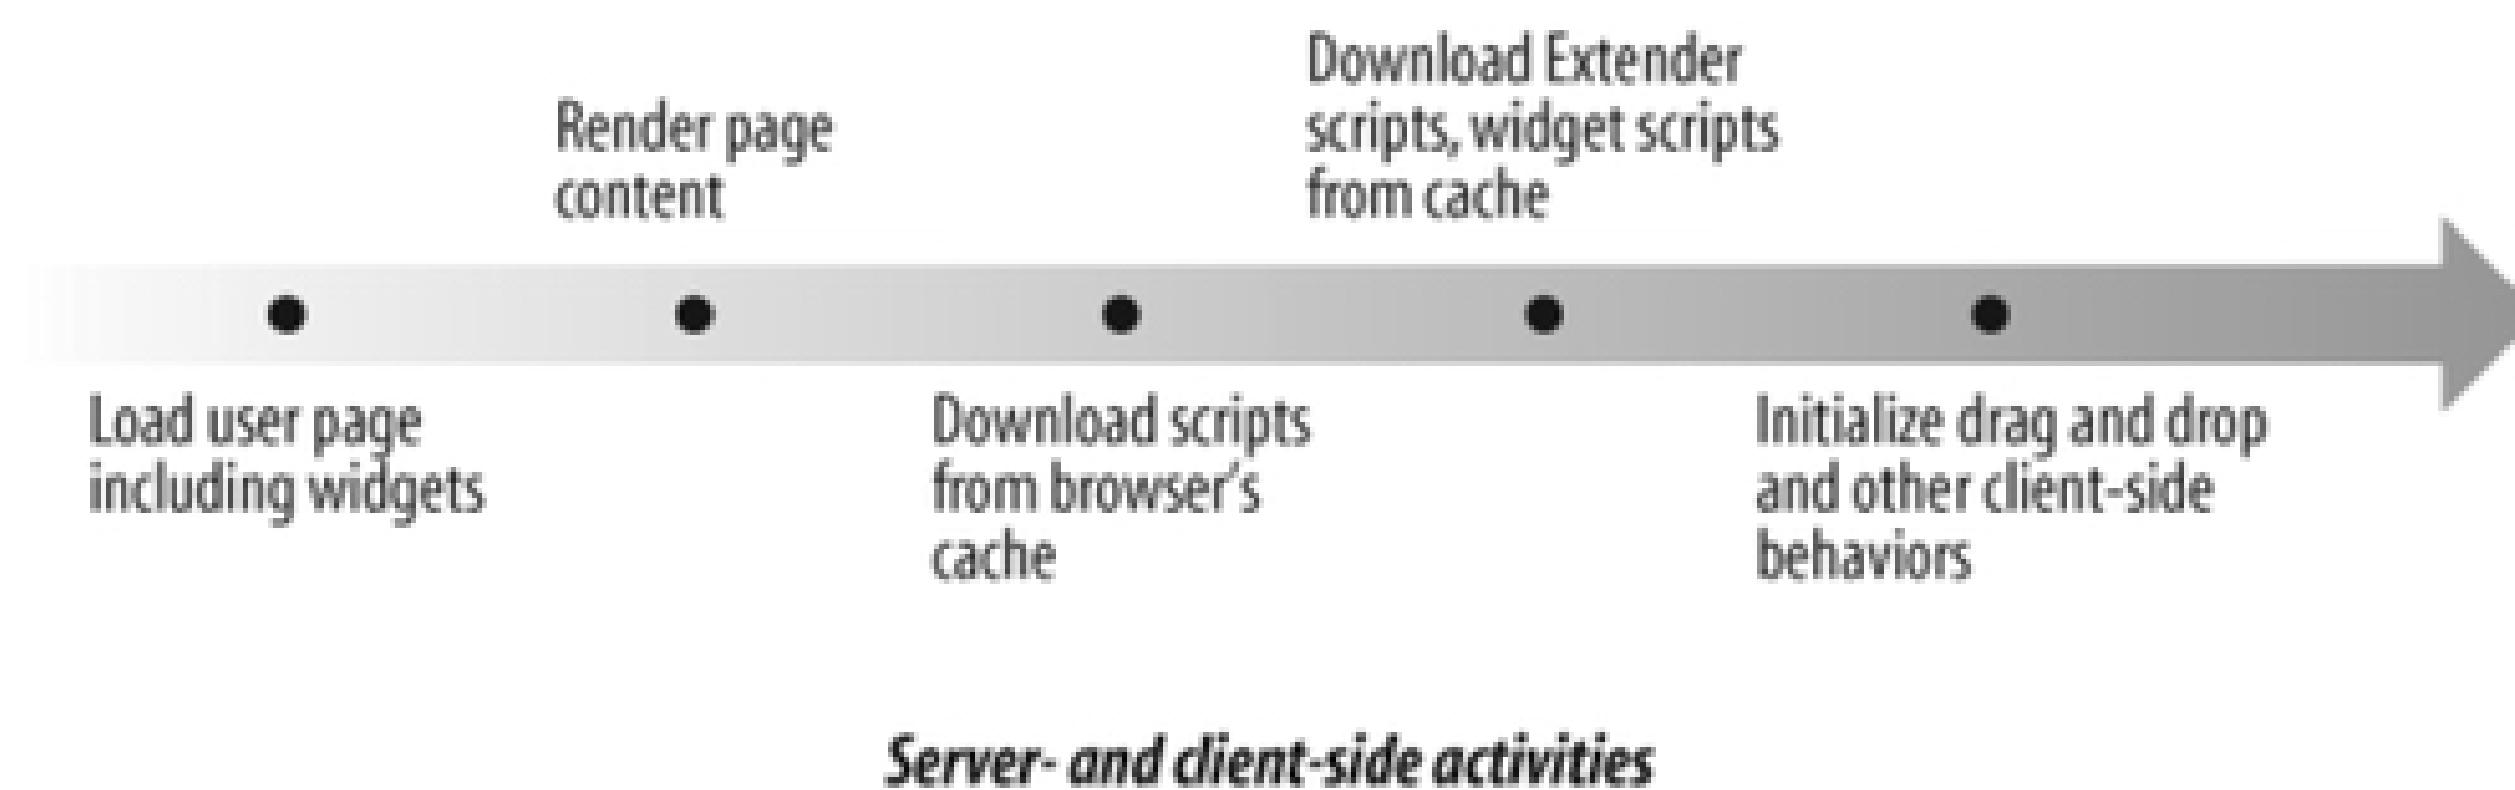 Download Extender
scripts, widget scripts
from cache
Render page
content
Load user page
including widgets
Download scripts
from browser's
cache
Initialize drag and drop
and other client-side
behaviors
Server- and client-side activities